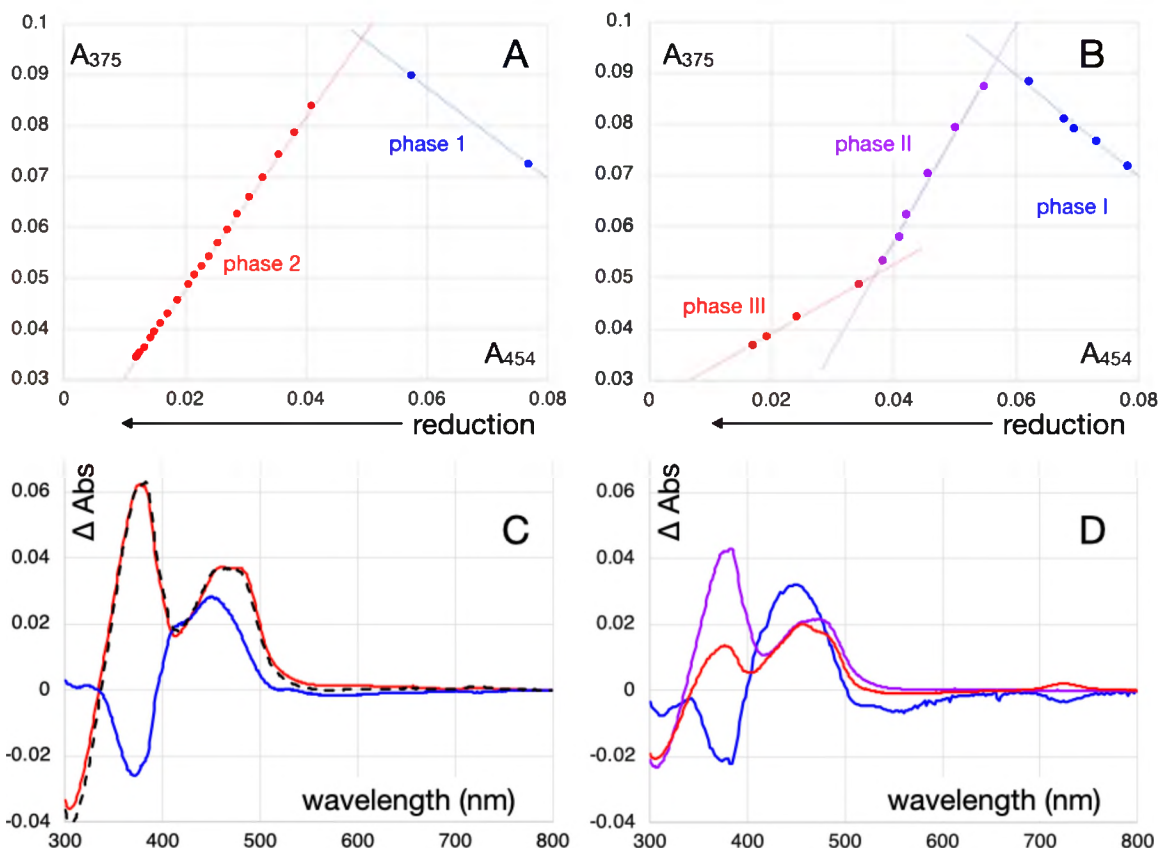 0.1
0.09
0.08
0.07
0.06
0.05
0.04
0.03
A375
A
phase 1
phase 2
A454
0 0.02 0.04 0.06 0.08
reduction
0.1
0.09
0.08
0.07
0.06
0.05
0.04
0.03
A375
B
phase II
phase I
phase III
A454
0 0.02 0.04 0.06 0.08
reduction
0.06
0.04
0.02
0
-0.02
-0.04
Δ Abs
C
wavelength (nm)
300 400 500 600 700 800
0.06
0.04
0.02
0
-0.02
-0.04
Δ Abs
D
wavelength (nm)
300 400 500 600 700 800